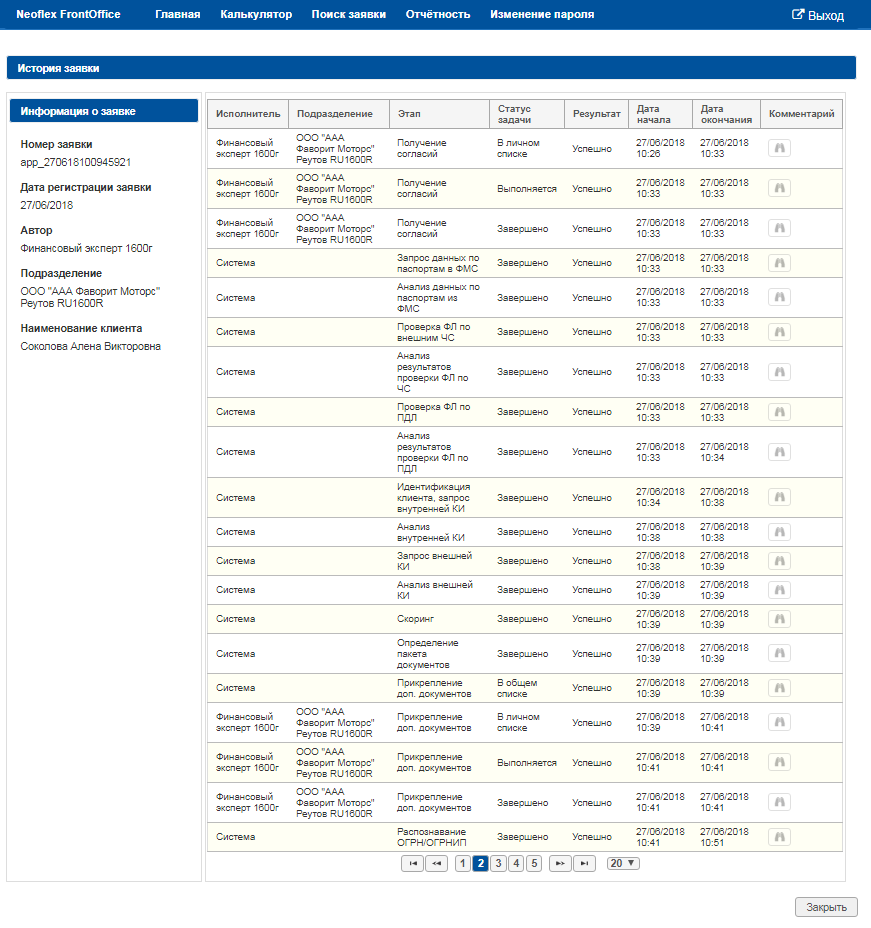 Neoflex FrontOffice Главная Калькулятор Поиск заявки Отчётность Изменение пароля Выход
История заявки
Информация о заявке
Номер заявки
app_270618100945921
Дата регистрации заявки
27/06/2018
Автор
Финансовый эксперт 1600г
Подразделение
ООО "ААА Фаворит Моторс"
Реутов RU1600R
Наименование клиента
Соколова Алена Викторовна
Исполнитель Подразделение Этап Статус задачи Результат Дата начала Дата окончания Комментарий
Финансовый эксперт 1600г ООО "ААА Фаворит Моторс" Реутов RU1600R Получение согласий В личном списке Успешно 27/06/2018 10:26 27/06/2018 10:33
Финансовый эксперт 1600г ООО "ААА Фаворит Моторс" Реутов RU1600R Получение согласий Выполняется Успешно 27/06/2018 10:33 27/06/2018 10:33
Финансовый эксперт 1600г ООО "ААА Фаворит Моторс" Реутов RU1600R Получение согласий Завершено Успешно 27/06/2018 10:33 27/06/2018 10:33
Система Запрос данных по паспортам в ФМС Завершено Успешно 27/06/2018 10:33 27/06/2018 10:33
Система Анализ данных по паспортам из ФМС Завершено Успешно 27/06/2018 10:33 27/06/2018 10:33
Система Проверка ФЛ по внешним ЧС Завершено Успешно 27/06/2018 10:33 27/06/2018 10:33
Система Анализ результатов проверки ФЛ по ЧС Завершено Успешно 27/06/2018 10:33 27/06/2018 10:33
Система Проверка ФЛ по ПДЛ Завершено Успешно 27/06/2018 10:33 27/06/2018 10:33
Система Анализ результатов проверки ФЛ по ПДЛ Завершено Успешно 27/06/2018 10:33 27/06/2018 10:34
Система Идентификация клиента, запрос внутренней КИ Завершено Успешно 27/06/2018 10:34 27/06/2018 10:38
Система Анализ внутренней КИ Завершено Успешно 27/06/2018 10:38 27/06/2018 10:38
Система Запрос внешней КИ Завершено Успешно 27/06/2018 10:38 27/06/2018 10:39
Система Анализ внешней КИ Завершено Успешно 27/06/2018 10:39 27/06/2018 10:39
Система Скоринг Завершено Успешно 27/06/2018 10:39 27/06/2018 10:39
Система Определение пакета документов Завершено Успешно 27/06/2018 10:39 27/06/2018 10:39
Система Прикрепление доп. документов В общем списке Успешно 27/06/2018 10:39 27/06/2018 10:39
Финансовый эксперт 1600г ООО "ААА Фаворит Моторс" Реутов RU1600R Прикрепление доп. документов В личном списке Успешно 27/06/2018 10:39 27/06/2018 10:41
Финансовый эксперт 1600г ООО "ААА Фаворит Моторс" Реутов RU1600R Прикрепление доп. документов Выполняется Успешно 27/06/2018 10:41 27/06/2018 10:41
Финансовый эксперт 1600г ООО "ААА Фаворит Моторс" Реутов RU1600R Прикрепление доп. документов Завершено Успешно 27/06/2018 10:41 27/06/2018 10:41
Система Распознавание ОГРН/ОГРНИП Завершено Успешно 27/06/2018 10:41 27/06/2018 10:51
1 2 3 4 5 20
Закрыть